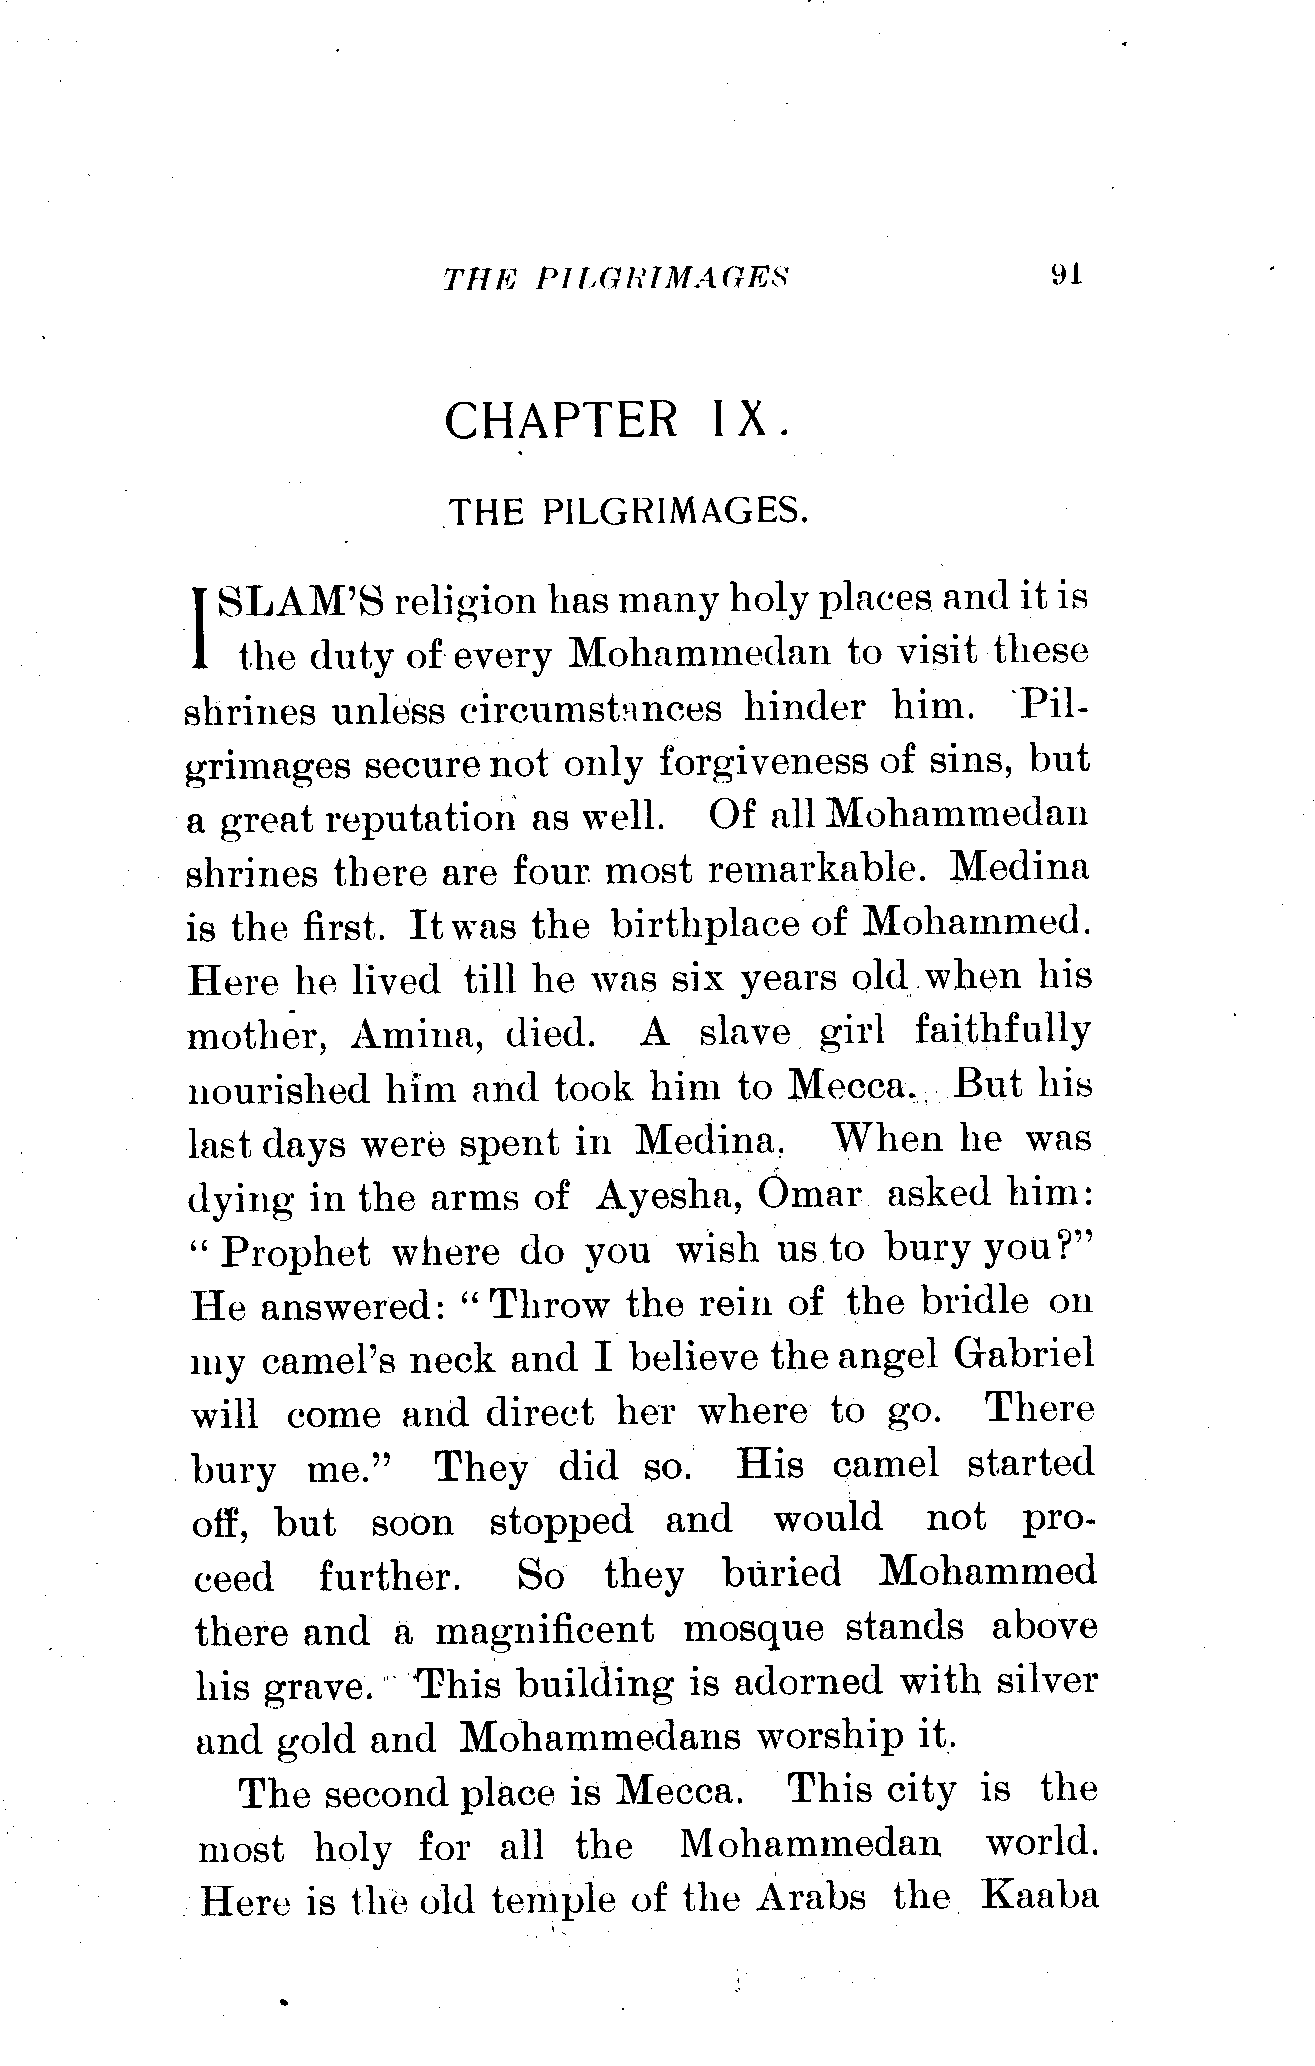 THE PILGRIMAGES 91
CHAPTER IX.
THE PILGRIMAGES.
ISLAM'S religion has many holy places and it is
the duty of every Mohammedan to visit these
shrines unless circumstances hinder him. Pil-
grimages secure not only forgiveness of sins, but
a great reputation as well. Of all Mohammedan
shrines there are four most remarkable. Medina
is the first. It was the birthplace of Mohammed.
Here he lived till he was six years old when his
mother, Amina, died. A slave girl faithfully
nourished him and took him to Mecca. But his
last days were spent in Medina. When he was
dying in the arms of Ayesha, Omar asked him:
" Prophet where do you wish us to bury you?"
He answered: " Throw the rein of the bridle on
my camel's neck and I believe the angel Gabriel
will come and direct her where to go. There
bury me." They did so. His camel started
off, but soon stopped and would not pro-
ceed further. So they buried Mohammed
there and a magnificent mosque stands above
his grave. This building is adorned with silver
and gold and Mohammedans worship it.
The second place is Mecca. This city is the
most holy for all the Mohammedan world.
Here is the old temple of the Arabs the Kaaba